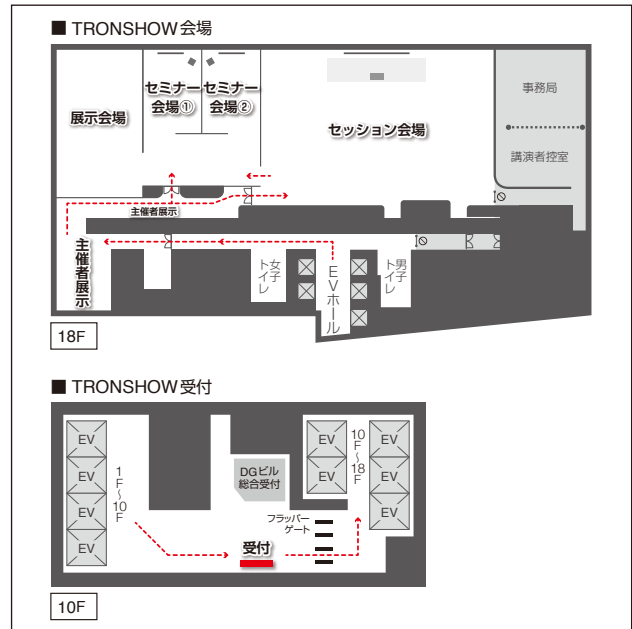 ■ TRONSHOW会場
セミナー
会場①
セミナー
会場②
展示会場
セッション会場
事務局
講演者控室
主催者展示
主催者展示
女子
トイレ
EVホール
男子
トイレ
18F
■ TRONSHOW受付
EV
EV
EV
EV
1F～10F
DGビル
総合受付
EV
EV
10F～18F
EV
EV
EV
フラッパー
ゲート
受付
10F